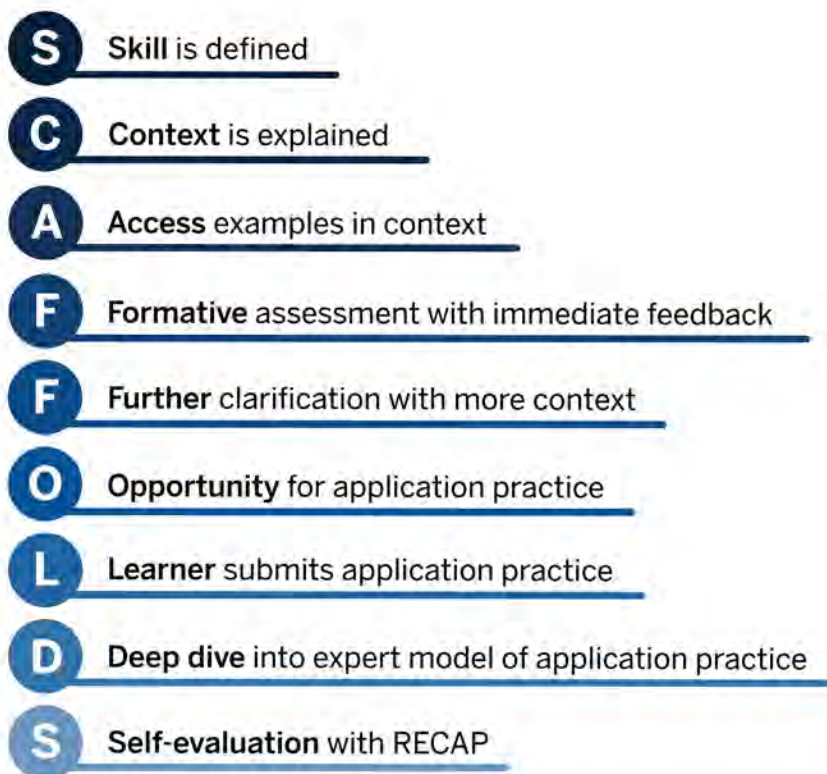 S Skill is defined
C Context is explained
A Access examples in context
F Formative assessment with immediate feedback
F Further clarification with more context
O Opportunity for application practice
L Learner submits application practice
D Deep dive into expert model of application practice
S Self-evaluation with RECAP